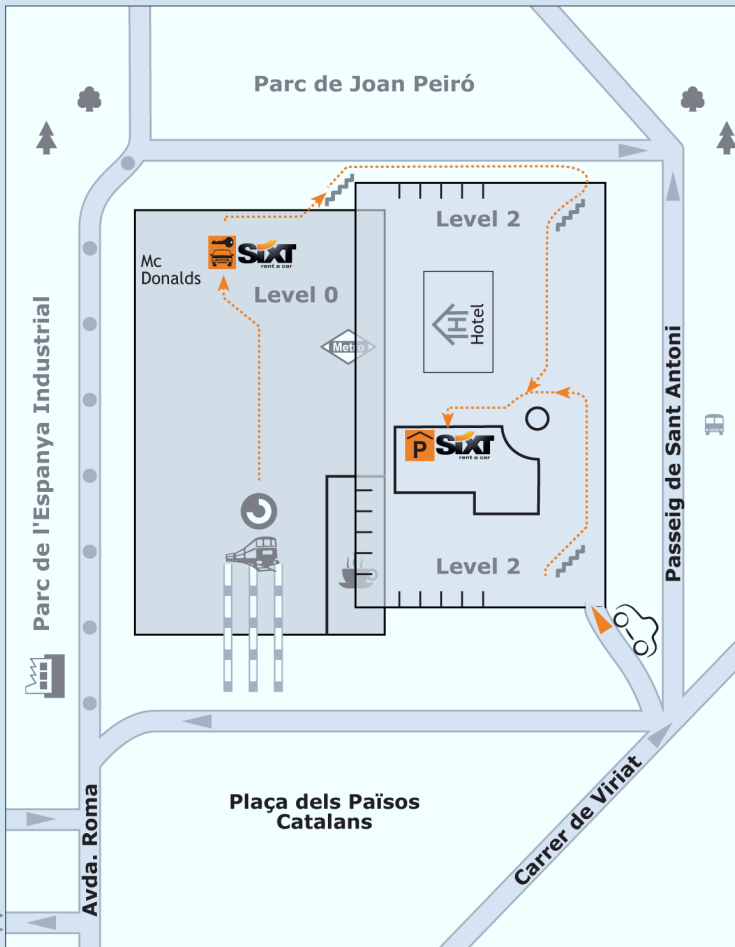 Parc de Joan Peiró
Level 2
Mc
Donalds
SiXT
rent a car
Level 0
H
Hotel
Metro
Parc de l'Espanya Industrial
Passeig de Sant Antoni
P
SiXT
rent a car
Level 2
Plaça dels Països
Catalans
Avda. Roma
Carrer de Viriat